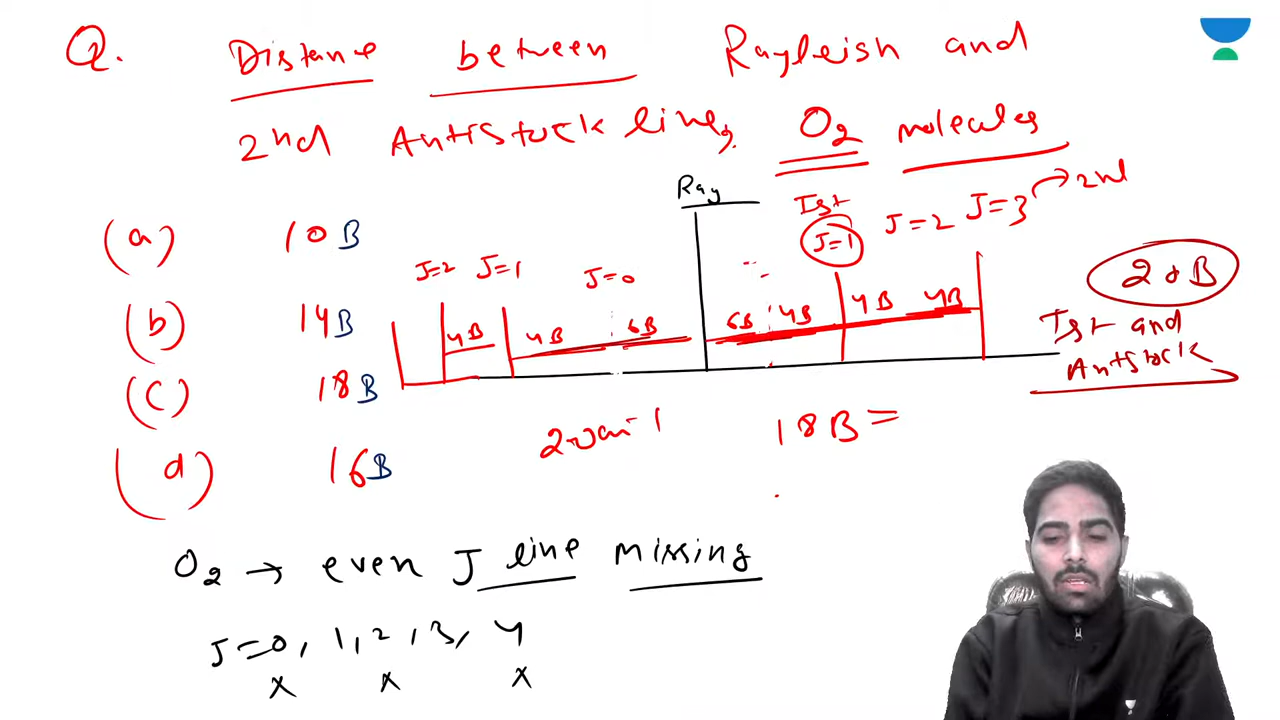 Q. Distance between Rayleish and
2nd Antistock line, O2 molecules
(a) 10B
(b) 14B
(c) 18B
(d) 16B
Ray
Ist
J=1 J=2 J=3 → 2nd
J=2 J=1 J=0
4B 4B 6B 6B 4B 4B 4B
20B
Ist and
Antistock
18B =
O2 → even J line missing
J=0, 1, 2, 3, 4
x x x